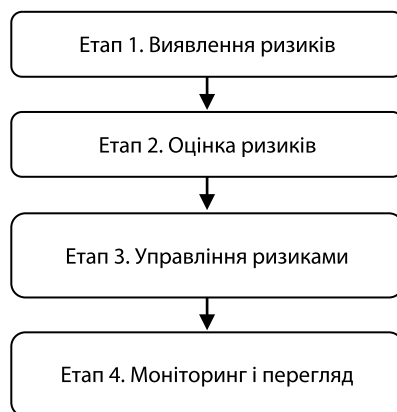 Етап 1. Виявлення ризиків
Етап 2. Оцінка ризиків
Етап 3. Управління ризиками
Етап 4. Моніторинг і перегляд